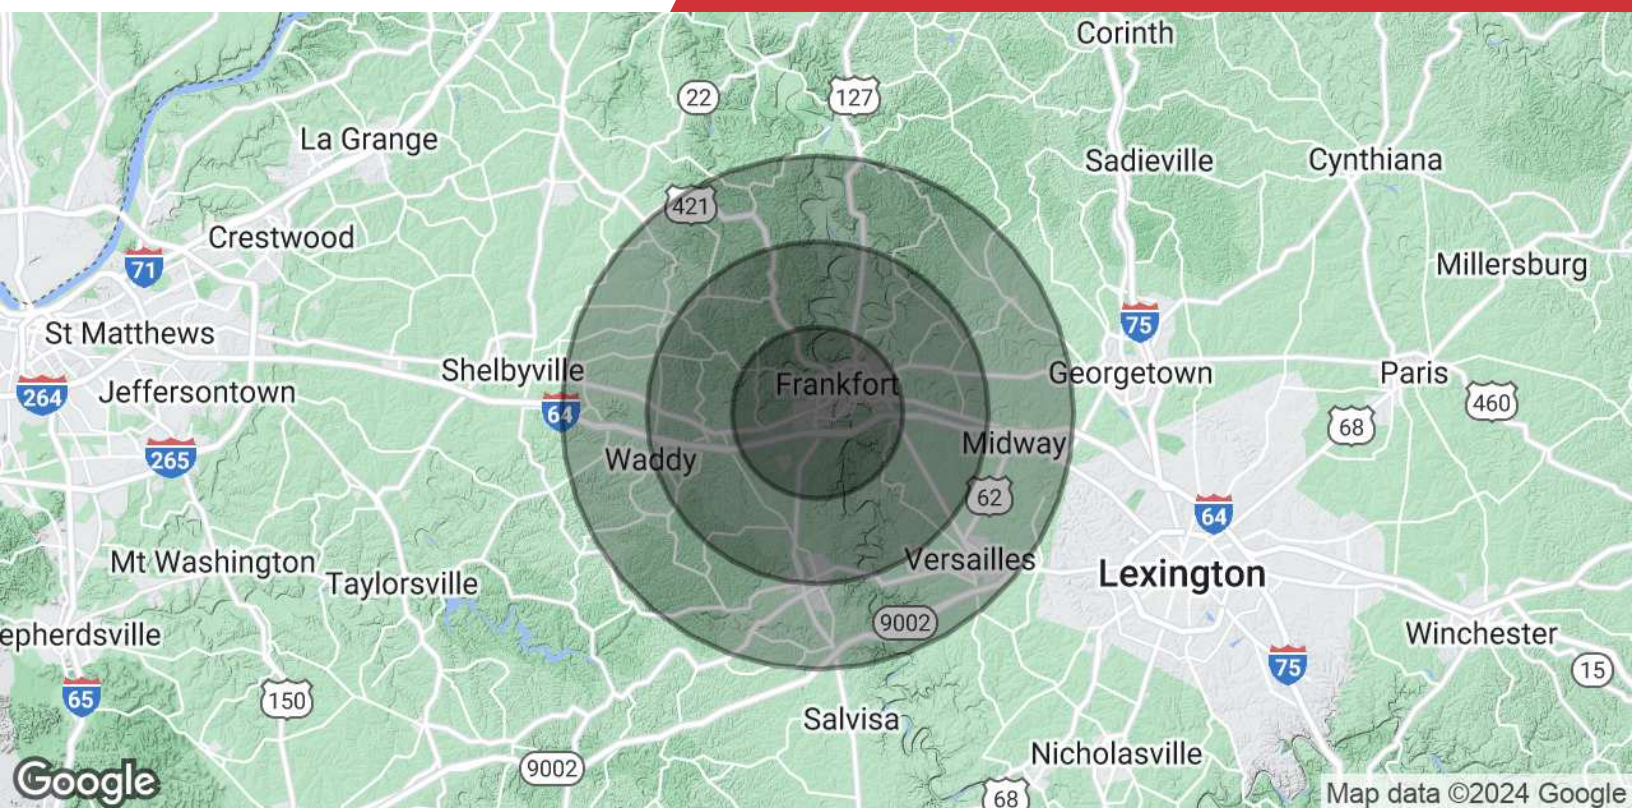 Corinth
22
127
La Grange
Sadieville
Cynthiana
421
Crestwood
71
Millersburg
75
St Matthews
Shelbyville
Georgetown
Paris
Frankfort
264
Jeffersontown
64
460
68
Midway
265
Waddy
62
64
Mt Washington
Taylorsville
Versailles
Lexington
9002
epherdsville
Winchester
75
15
65
150
Salvisa
Nicholasville
9002
Google
68
Map data ©2024 Google